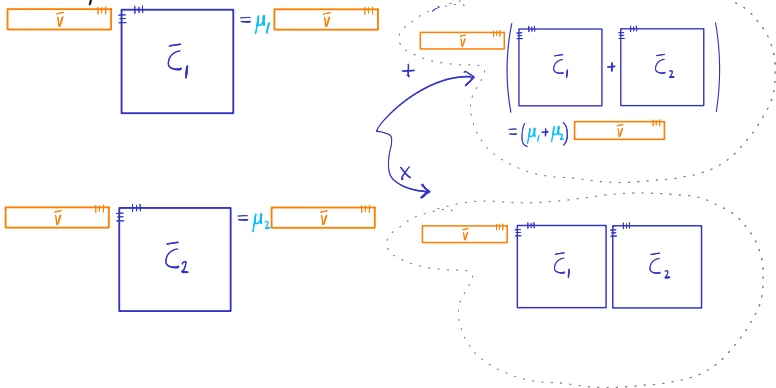 v̄ C̄₁ = μ₁ v̄
v̄ C̄₂ = μ₂ v̄
+
×
v̄ ( C̄₁ + C̄₂ )
= (μ₁+μ₂) v̄
v̄ C̄₁ C̄₂